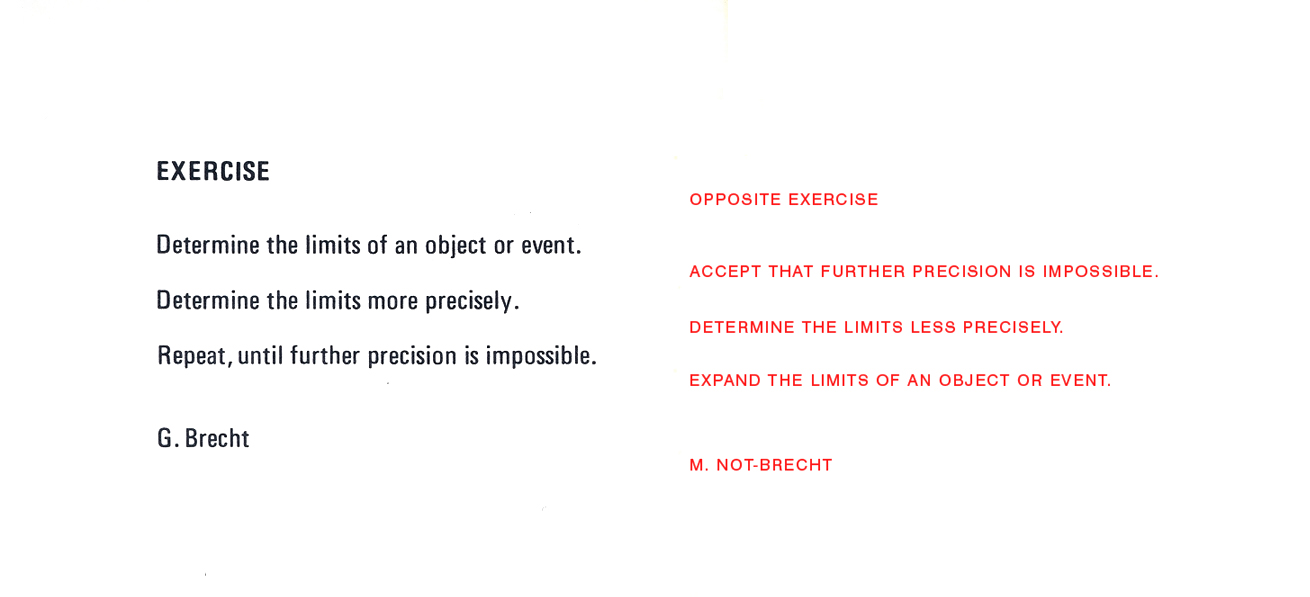 EXERCISE
Determine the limits of an object or event.
Determine the limits more precisely.
Repeat, until further precision is impossible.
G. Brecht
OPPOSITE EXERCISE
ACCEPT THAT FURTHER PRECISION IS IMPOSSIBLE.
DETERMINE THE LIMITS LESS PRECISELY.
EXPAND THE LIMITS OF AN OBJECT OR EVENT.
M. NOT-BRECHT